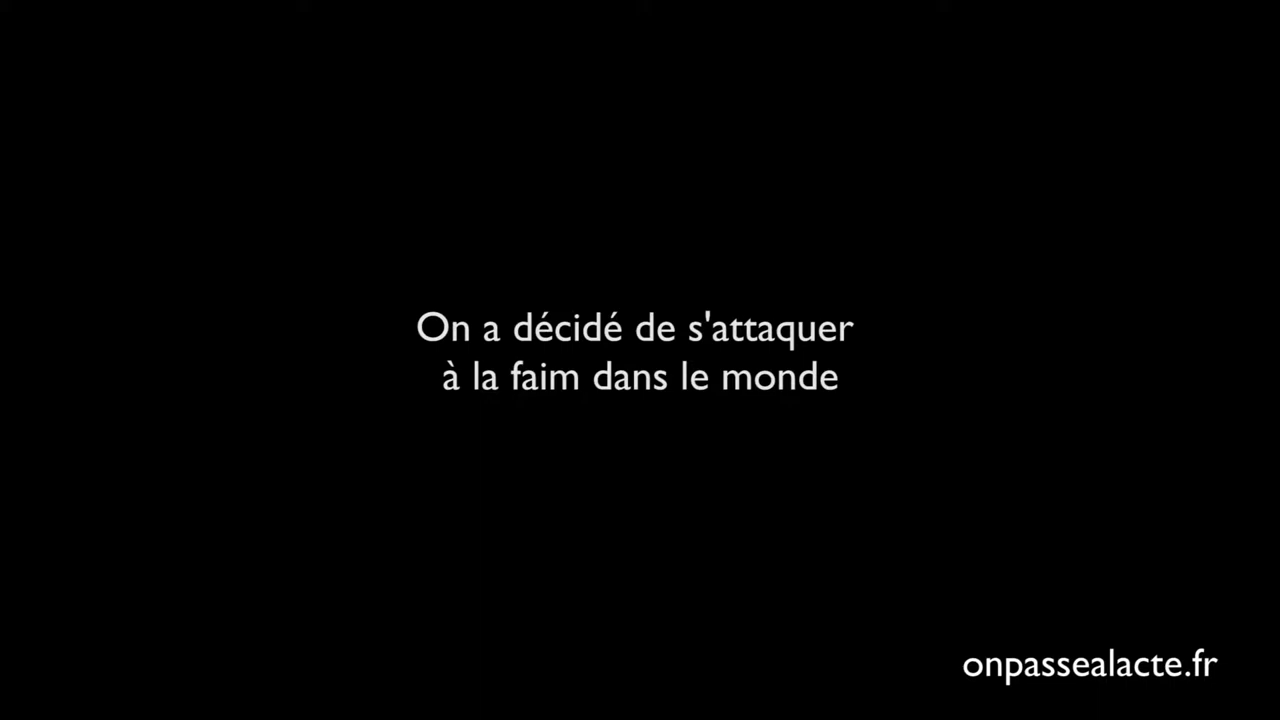 On a décidé de s'attaquer
à la faim dans le monde
onpassealacte.fr